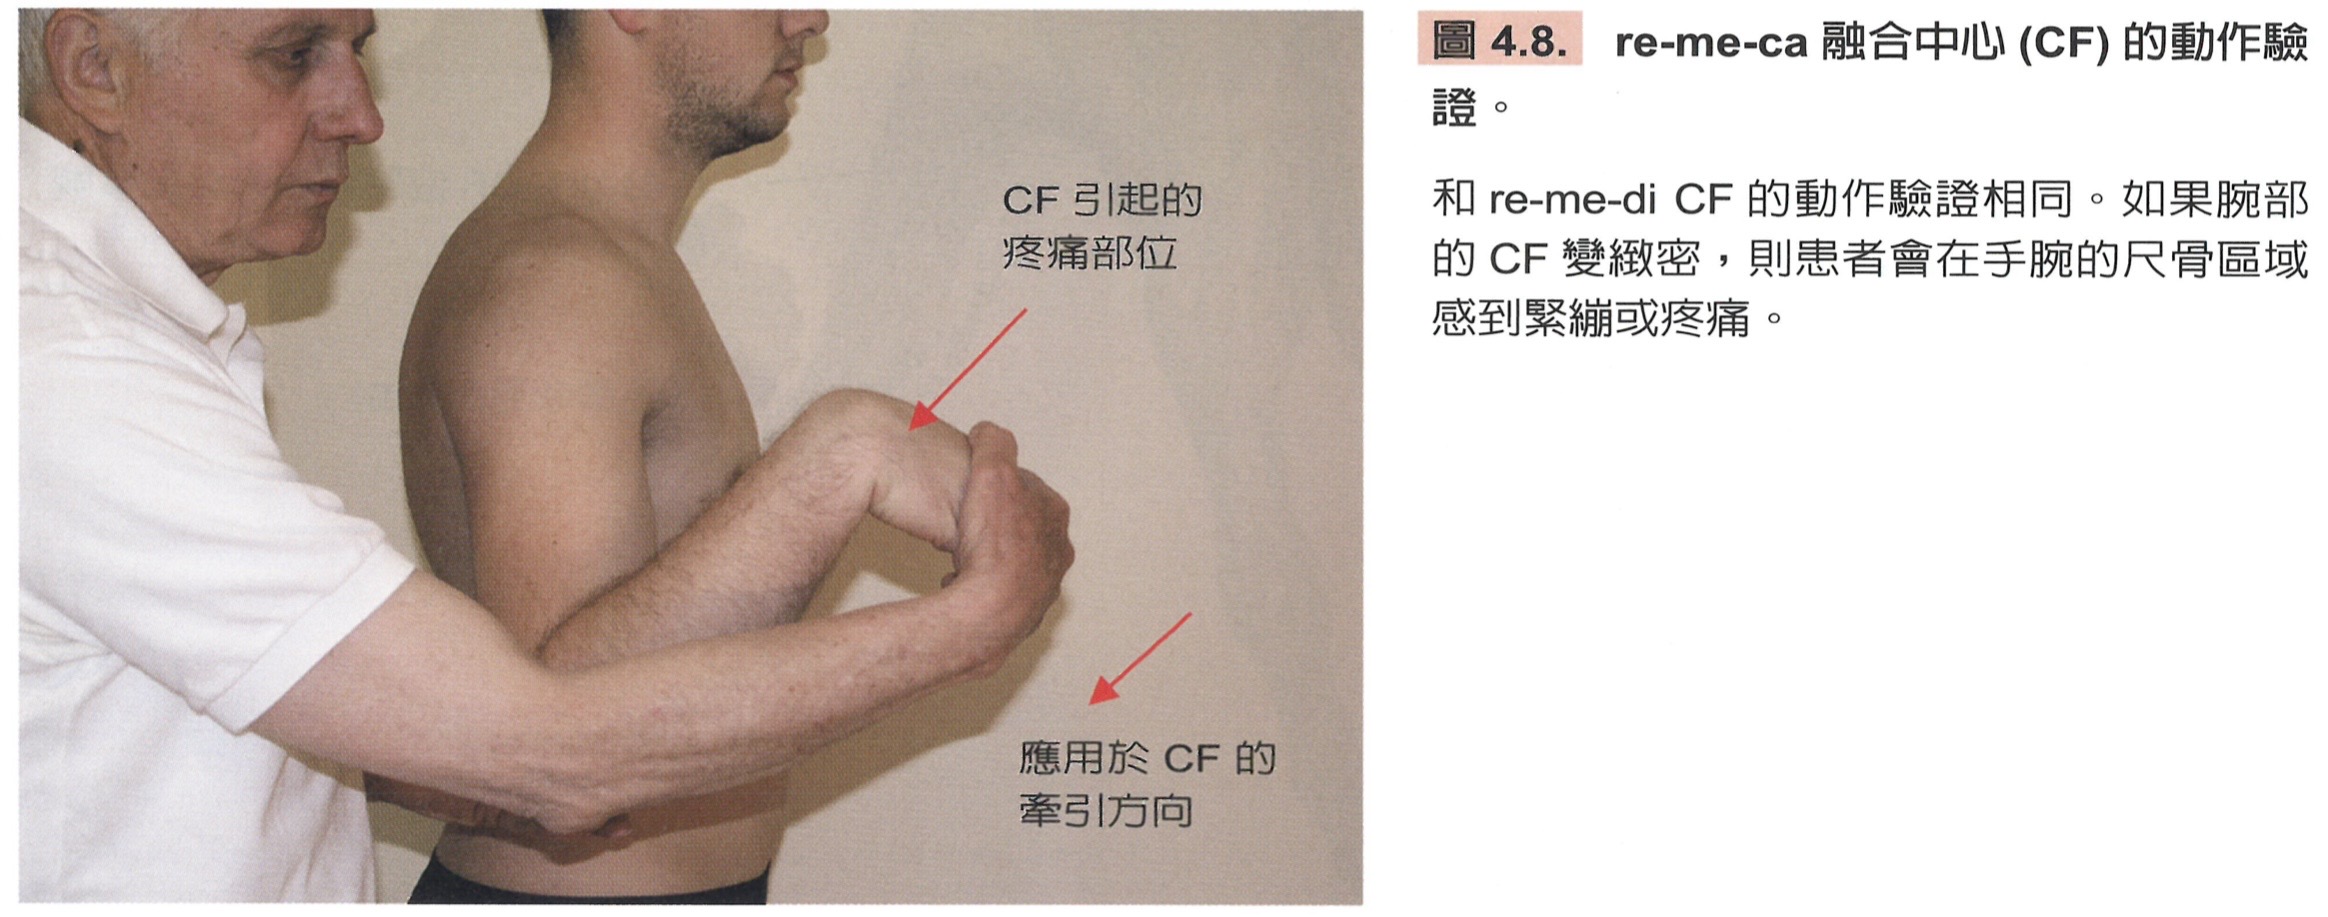 CF 引起的
疼痛部位
應用於 CF 的
牽引方向
圖 4.8. re-me-ca 融合中心 (CF) 的動作驗
證。
和 re-me-di CF 的動作驗證相同。如果腕部
的 CF 變緻密，則患者會在手腕的尺骨區域
感到緊繃或疼痛。